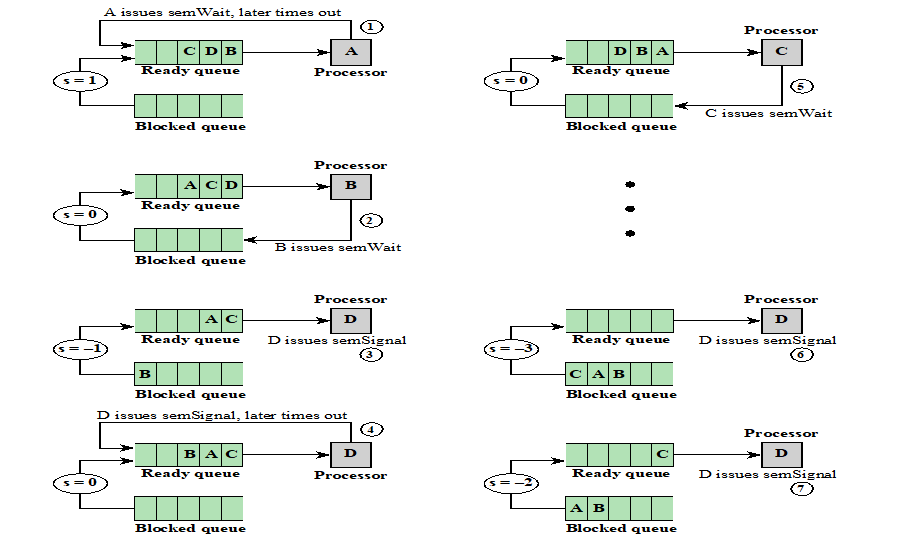 A issues semWait, later times out
1
C D B
A
Ready queue
Processor
s = 1
Blocked queue
Processor
A C D
B
Ready queue
2
s = 0
B issues semWait
Blocked queue
Processor
A C
D
Ready queue
D issues semSignal
s = –1
3
B
Blocked queue
D issues semSignal, later times out
4
B A C
D
Ready queue
Processor
s = 0
Blocked queue
Processor
D B A
C
Ready queue
s = 0
5
C issues semWait
Blocked queue
Processor
D
Ready queue
D issues semSignal
s = –3
6
C A B
Blocked queue
Processor
C
D
Ready queue
D issues semSignal
s = –2
7
A B
Blocked queue